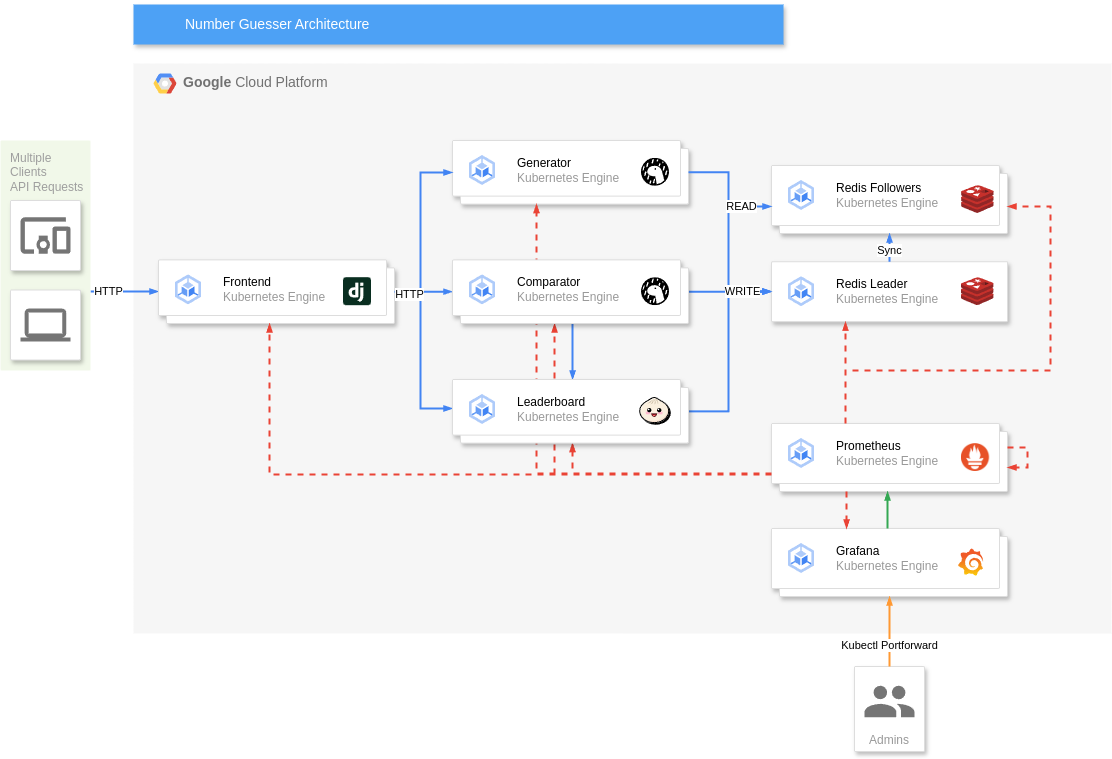 Number Guesser Architecture
Google Cloud Platform
Multiple
Clients
API Requests
HTTP
Frontend
Kubernetes Engine
dj
HTTP
Generator
Kubernetes Engine
Comparator
Kubernetes Engine
Leaderboard
Kubernetes Engine
READ
WRITE
Redis Followers
Kubernetes Engine
Sync
Redis Leader
Kubernetes Engine
Prometheus
Kubernetes Engine
Grafana
Kubernetes Engine
Kubectl Portforward
Admins